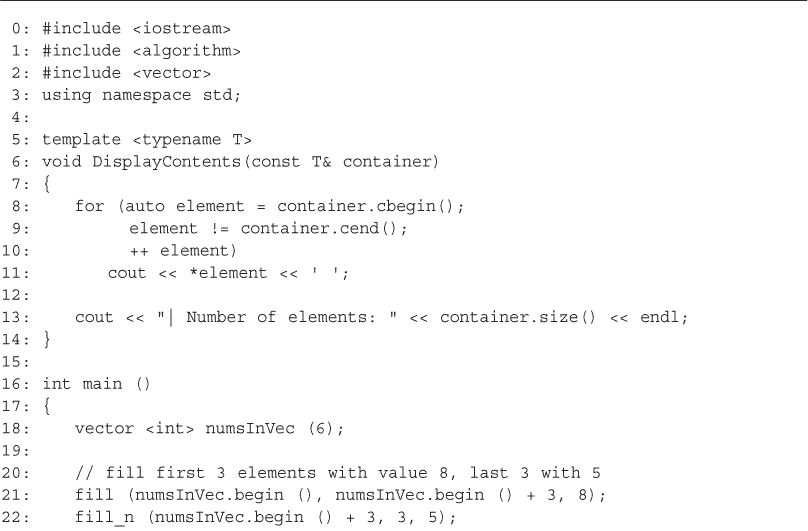 0: #include <iostream>
1: #include <algorithm>
2: #include <vector>
3: using namespace std;
4:
5: template <typename T>
6: void DisplayContents(const T& container)
7: {
8:    for (auto element = container.cbegin();
9:          element != container.cend();
10:          ++ element)
11:       cout << *element << ' ';
12:
13:    cout << "| Number of elements: " << container.size() << endl;
14: }
15:
16: int main ()
17: {
18:    vector <int> numsInVec (6);
19:
20:    // fill first 3 elements with value 8, last 3 with 5
21:    fill (numsInVec.begin (), numsInVec.begin () + 3, 8);
22:    fill_n (numsInVec.begin () + 3, 3, 5);